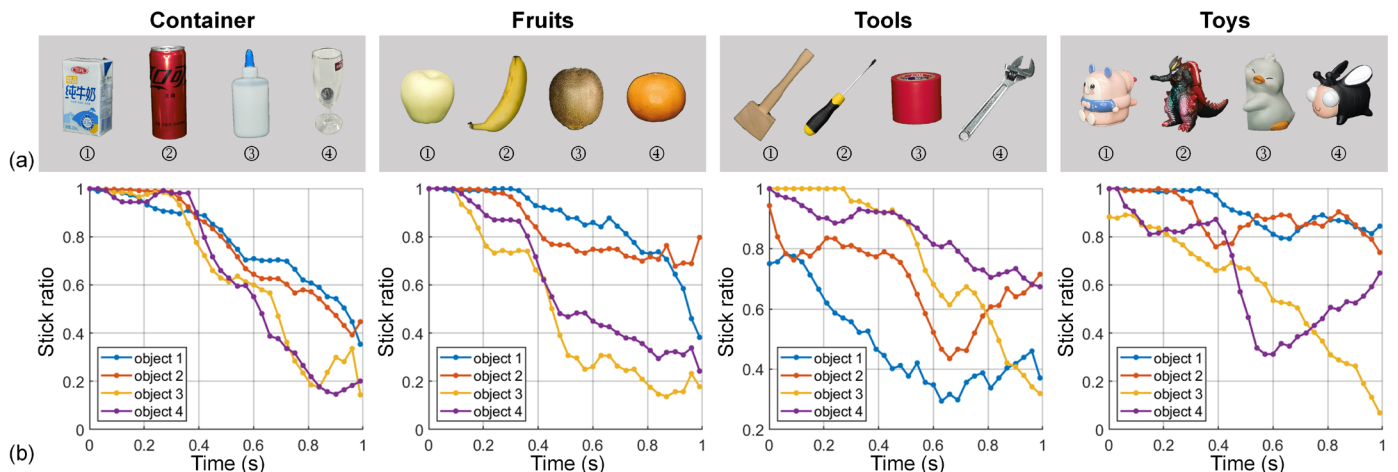 Container Fruits Tools Toys
纯牛奶
(a)
① ② ③ ④ ① ② ③ ④ ① ② ③ ④ ① ② ③ ④
Stick ratio
1
0.8
0.6
0.4
0.2
0
object 1
object 2
object 3
object 4
0 0.2 0.4 0.6 0.8 1
Time (s)
Stick ratio
1
0.8
0.6
0.4
0.2
0
object 1
object 2
object 3
object 4
0 0.2 0.4 0.6 0.8 1
Time (s)
Stick ratio
1
0.8
0.6
0.4
0.2
object 1
object 2
object 3
object 4
0 0.2 0.4 0.6 0.8 1
Time (s)
Stick ratio
1
0.8
0.6
0.4
0.2
0
object 1
object 2
object 3
object 4
0 0.2 0.4 0.6 0.8 1
Time (s)
(b)